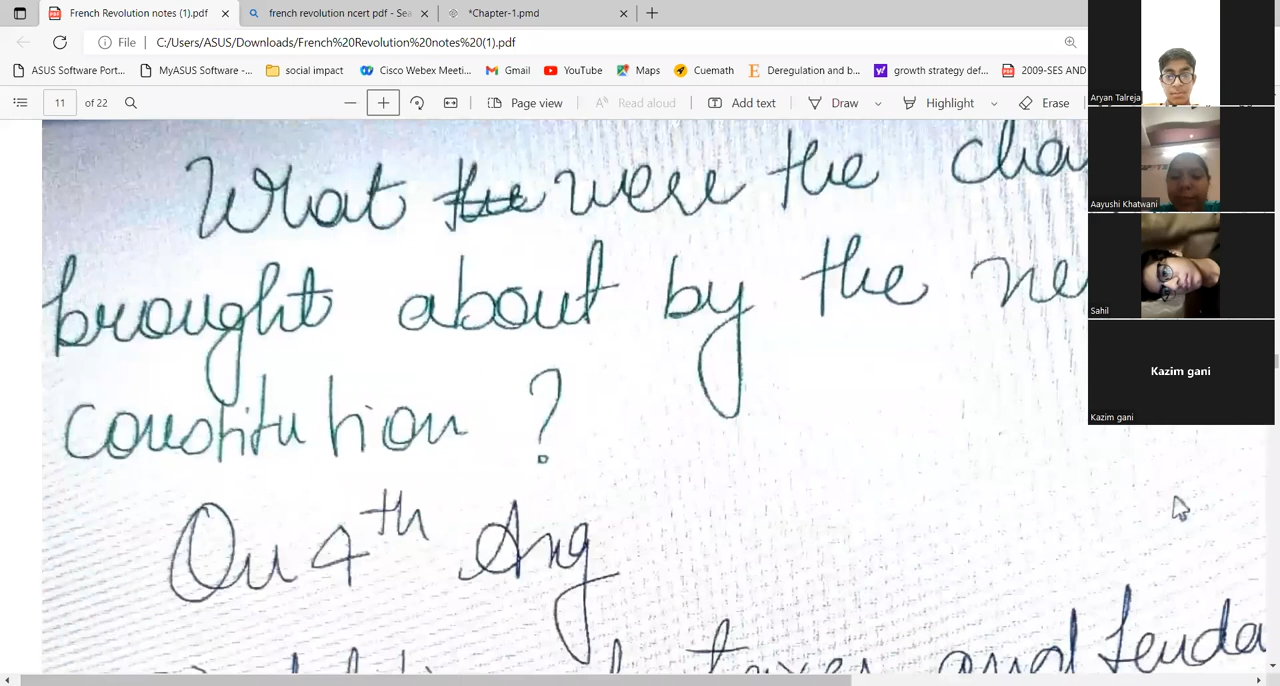 French Revolution notes (1).pdf
french revolution ncert pdf - Sea
*Chapter-1.pmd
File
C:/Users/ASUS/Downloads/French%20Revolution%20notes%20(1).pdf
ASUS Software Port...
MyASUS Software -...
social impact
Cisco Webex Meeti...
Gmail
YouTube
Maps
Cuemath
Deregulation and b...
growth strategy def...
2009-SES AND
11
of 22
Page view
Read aloud
Add text
Draw
Highlight
Erase
What were the cha
brought about by the ne
constitution ?
On 4th Aug
taxes and feuda
Aryan Talreja
Aayushi Khatwani
Sahil
Kazim gani
Kazim gani